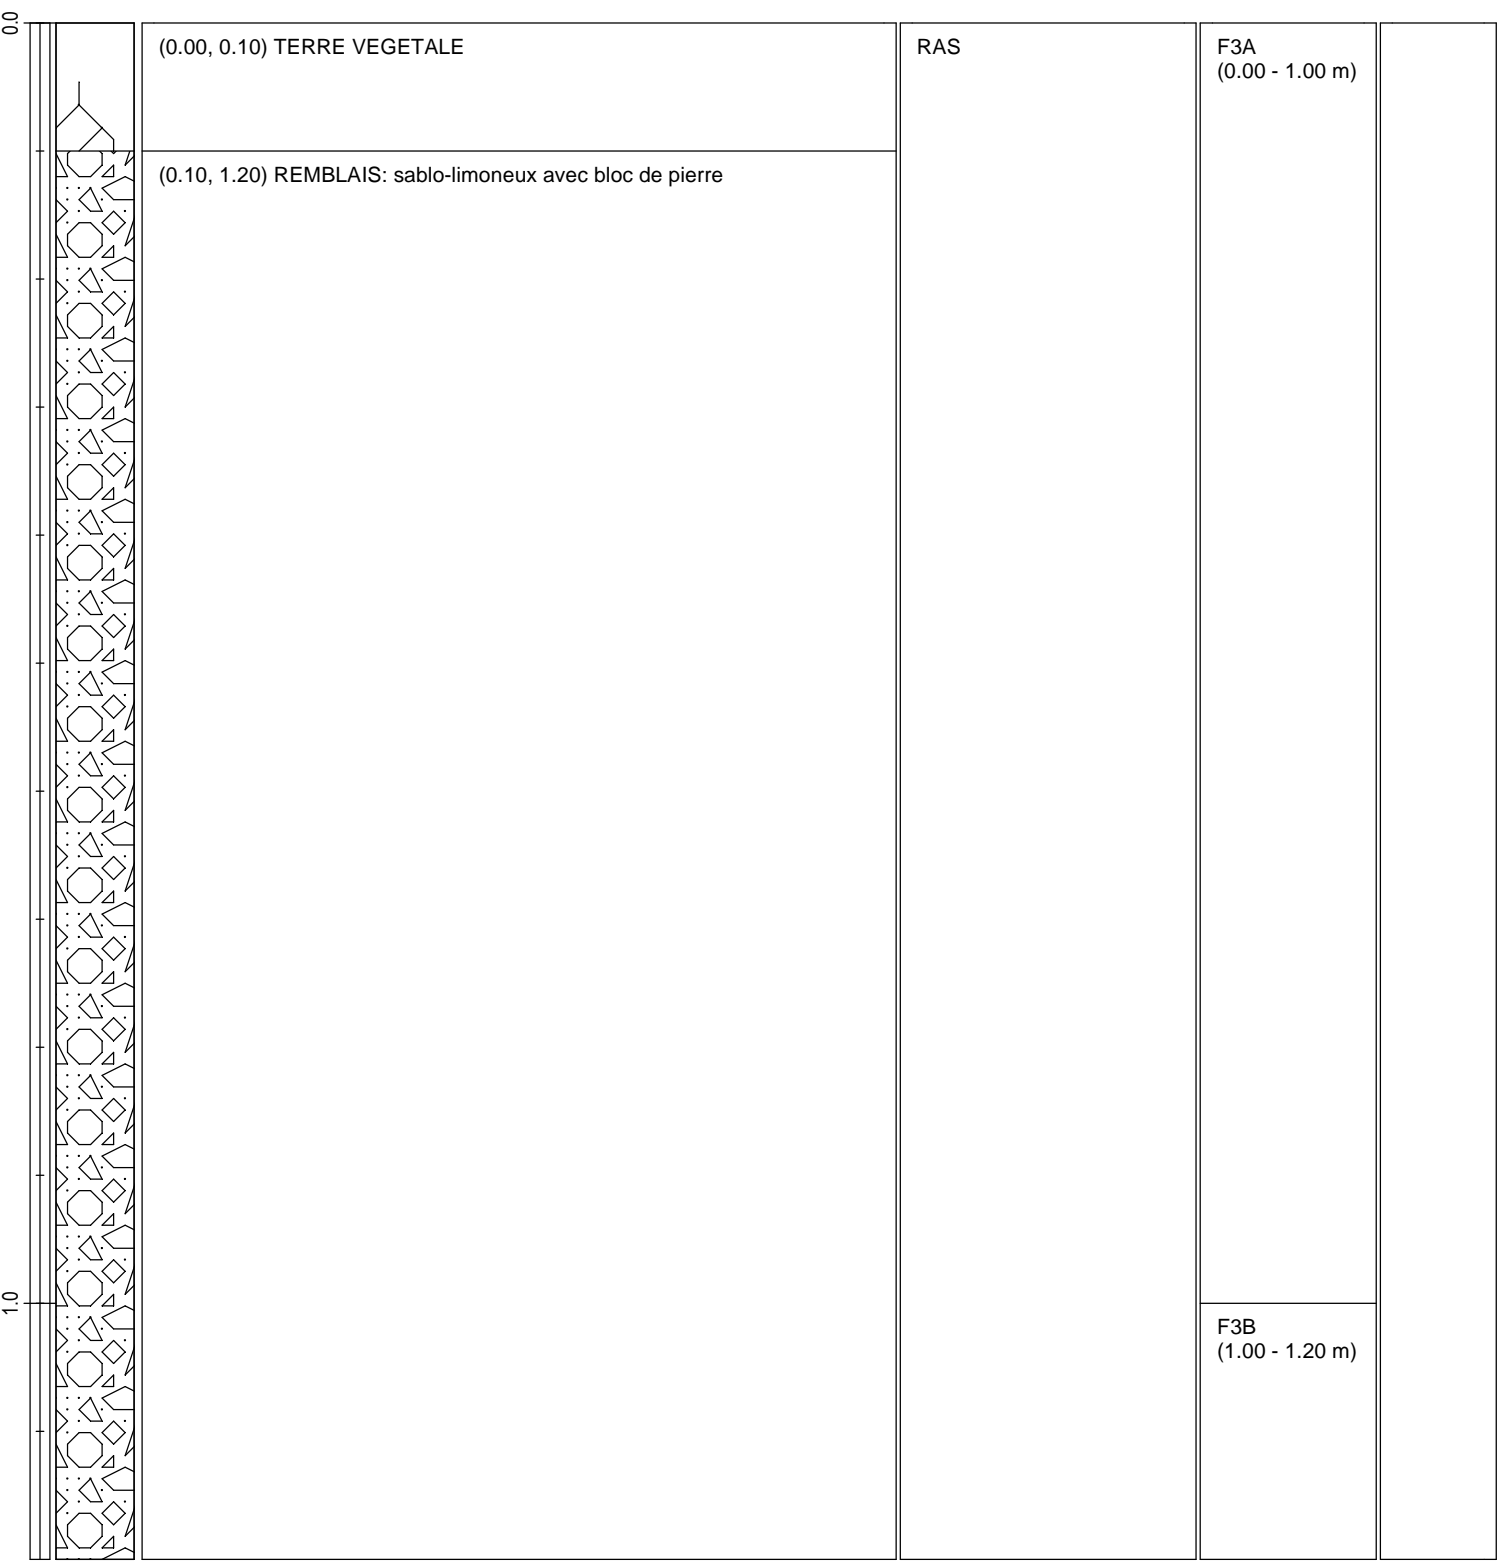 0.0
(0.00, 0.10) TERRE VEGETALE
RAS
F3A
(0.00 - 1.00 m)
(0.10, 1.20) REMBLAIS: sablo-limoneux avec bloc de pierre
1.0
F3B
(1.00 - 1.20 m)